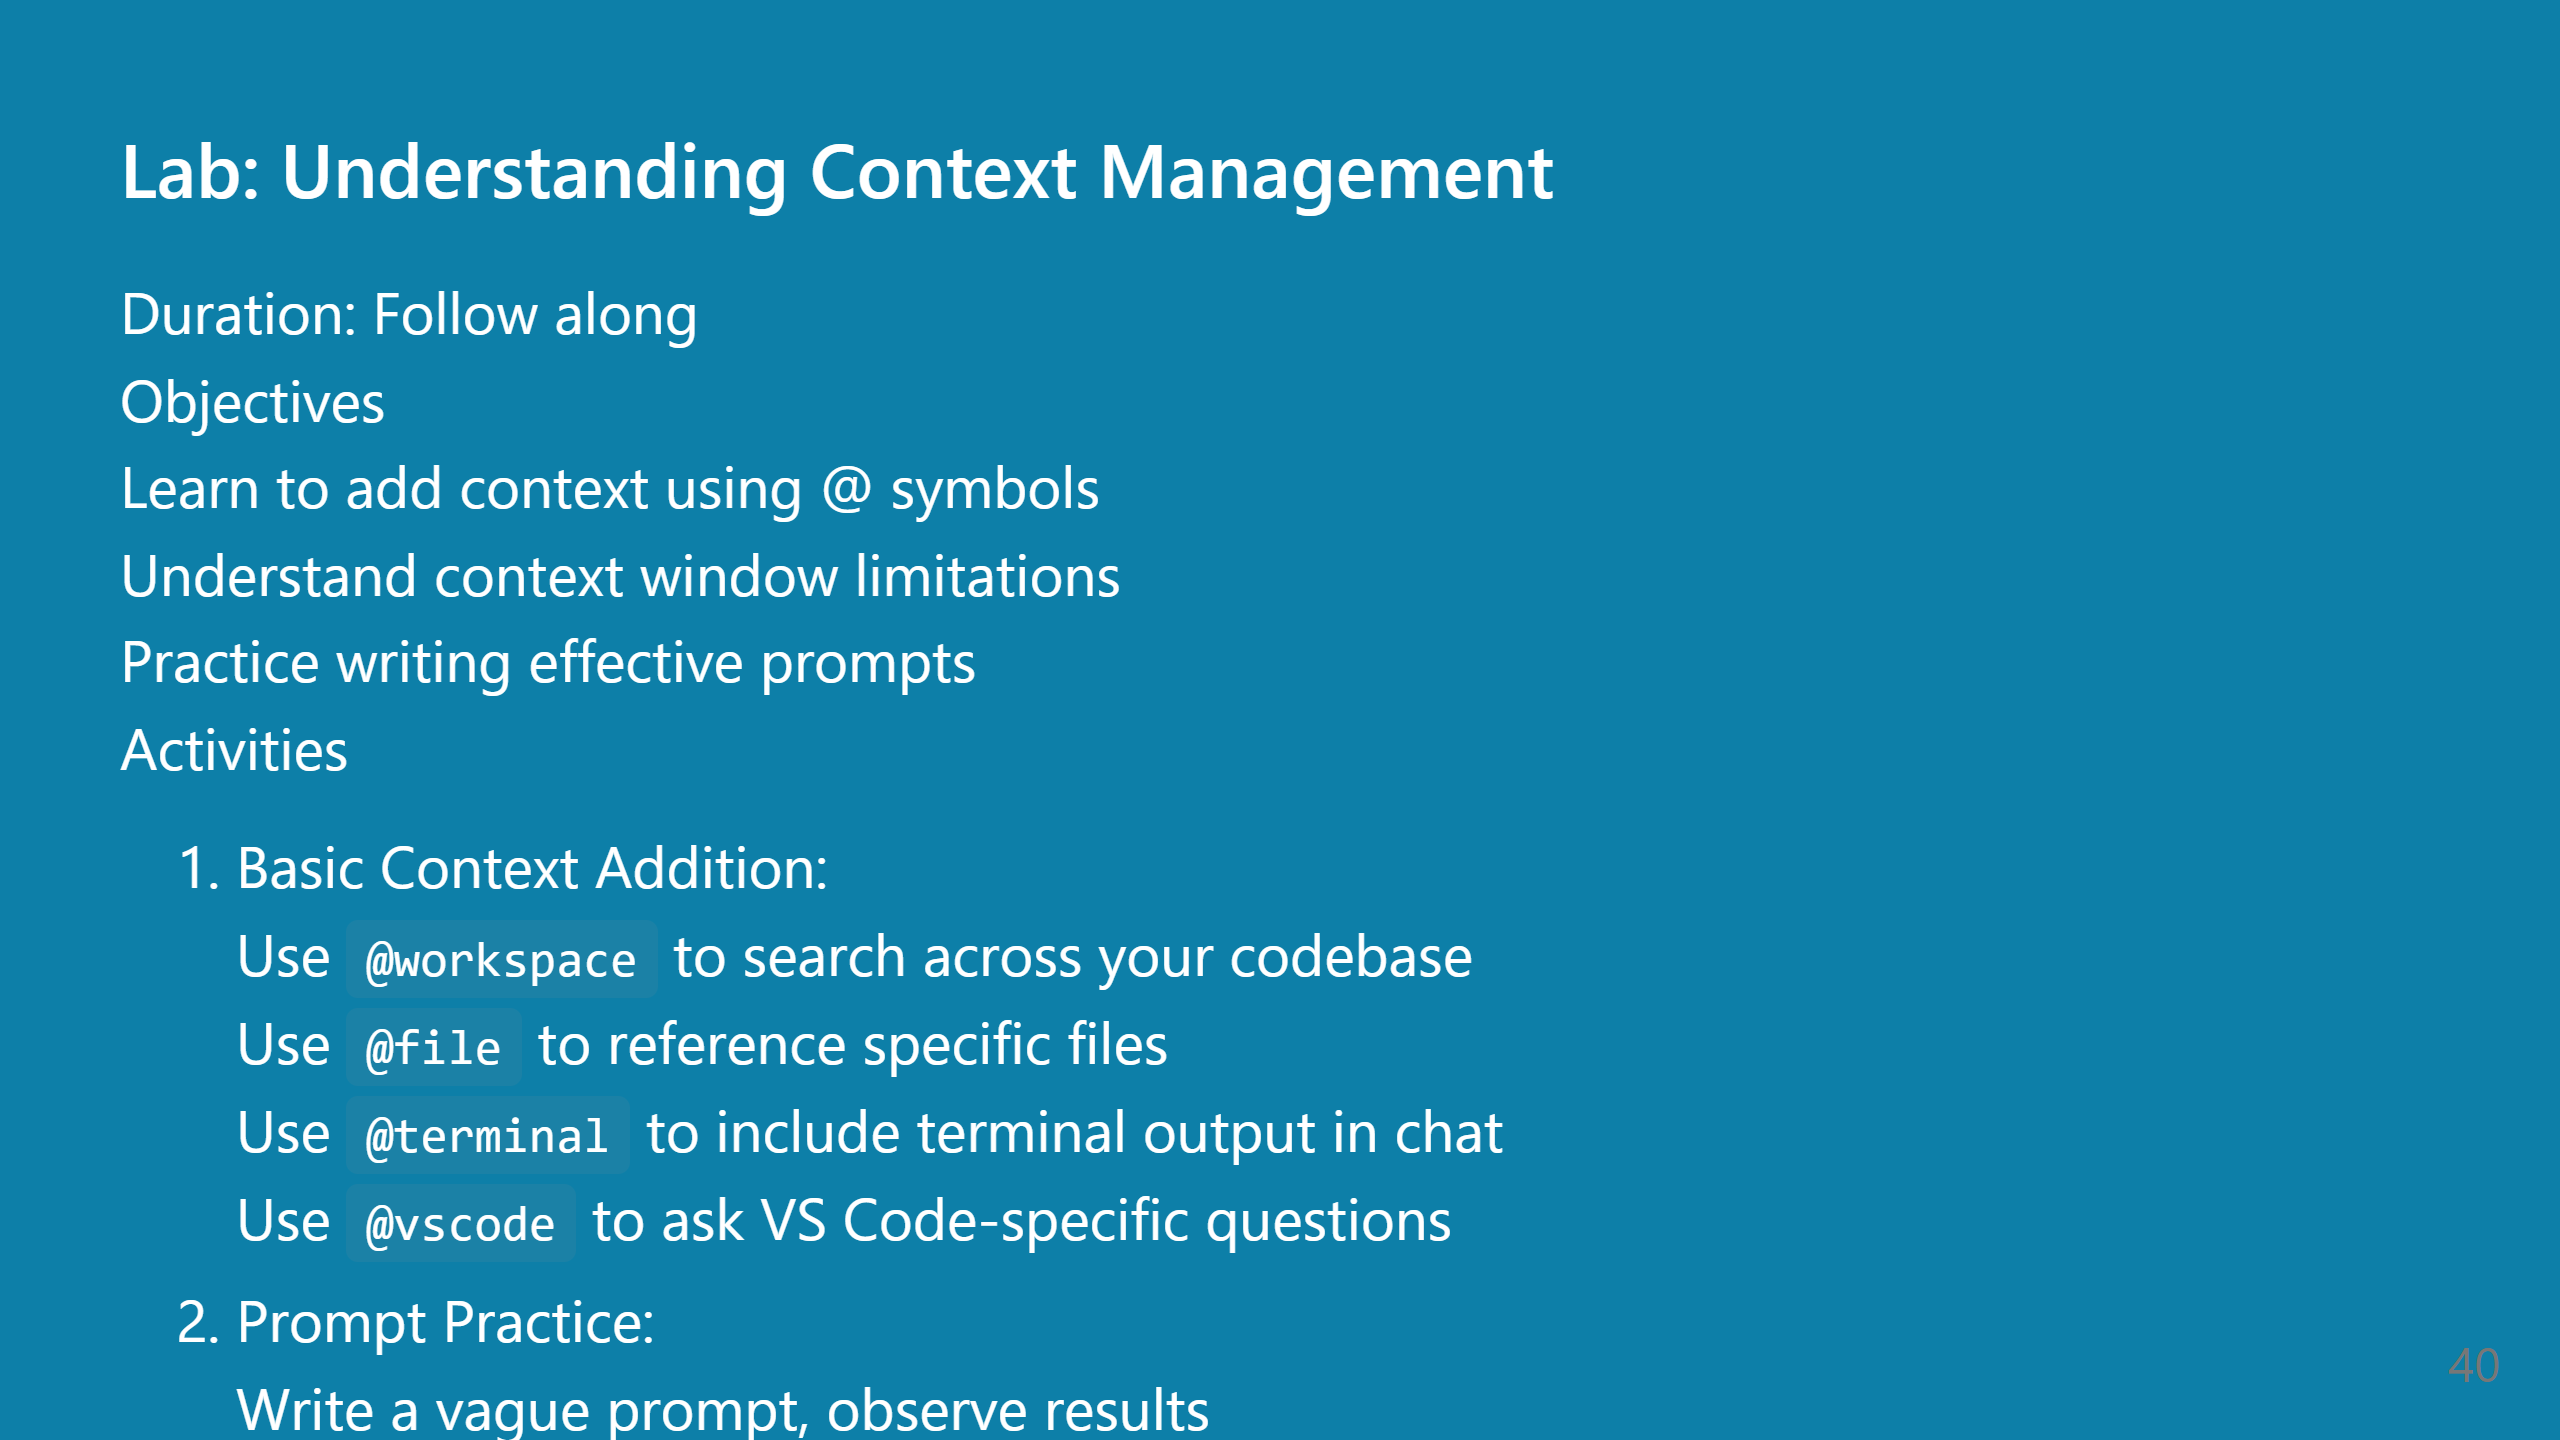 Lab: Understanding Context Management
Duration: Follow along
Objectives
Learn to add context using @ symbols
Understand context window limitations
Practice writing effective prompts
Activities
1. Basic Context Addition:
Use @workspace to search across your codebase
Use @file to reference specific files
Use @terminal to include terminal output in chat
Use @vscode to ask VS Code-specific questions
2. Prompt Practice:
Write a vague prompt, observe results
40